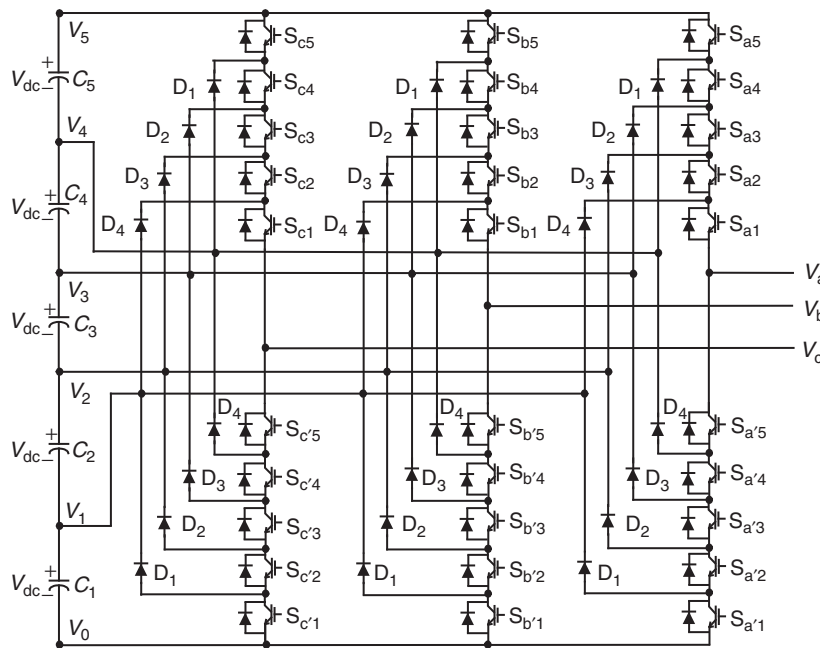 V5 Sc5 Sb5 Sa5
+ Vdc– C5 D1 Sc4 D1 Sb4 D1 Sa4
V4 D2 Sc3 D2 Sb3 D2 Sa3
D3 Sc2 D3 Sb2 D3 Sa2
+ Vdc– C4 D4 Sc1 D4 Sb1 D4 Sa1
Va
V3
+ Vdc– C3 Vb
Vc
V2
D4 D4 D4
+ Vdc– C2 Sc′5 Sb′5 Sa′5
D3 Sc′4 D3 Sb′4 D3 Sa′4
V1 D2 Sc′3 D2 Sb′3 D2 Sa′3
+ Vdc– C1 D1 Sc′2 D1 Sb′2 D1 Sa′2
V0 Sc′1 Sb′1 Sa′1